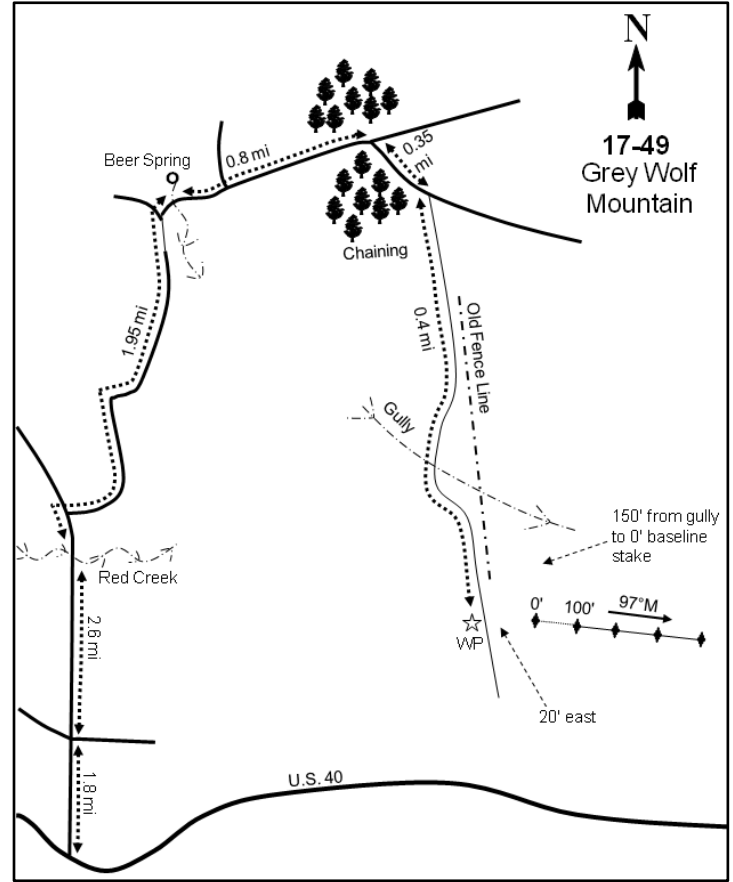 N
17-49
Grey Wolf
Mountain
Beer Spring
0.8 mi
0.35
mi
Chaining
1.95 mi
0.4 mi
Old Fence Line
Gully
150' from gully
to 0' baseline
stake
Red Creek
0'
100'
97°M
2.6 mi
WP
20' east
1.8 mi
U.S. 40